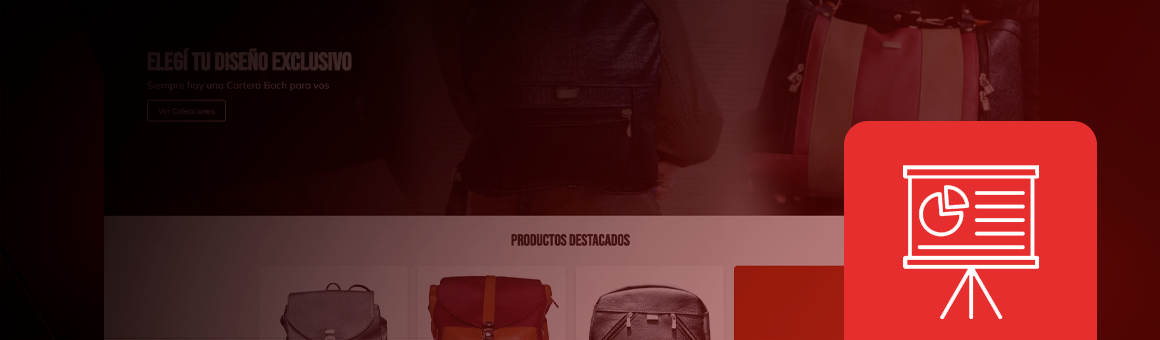 ELEGÍ TU DISEÑO EXCLUSIVO
Siempre hay una Cartera Bach para vos
Ver Colecciones
PRODUCTOS DESTACADOS